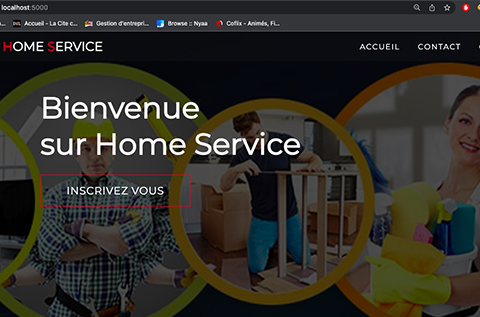 localhost:5000
Accueil - La Cite c...
Gestion d'entrepri...
Browse :: Nyaa
Coflix - Animés, Fi...
HOME SERVICE
ACCUEIL
CONTACT
Bienvenue
sur Home Service
INSCRIVEZ VOUS